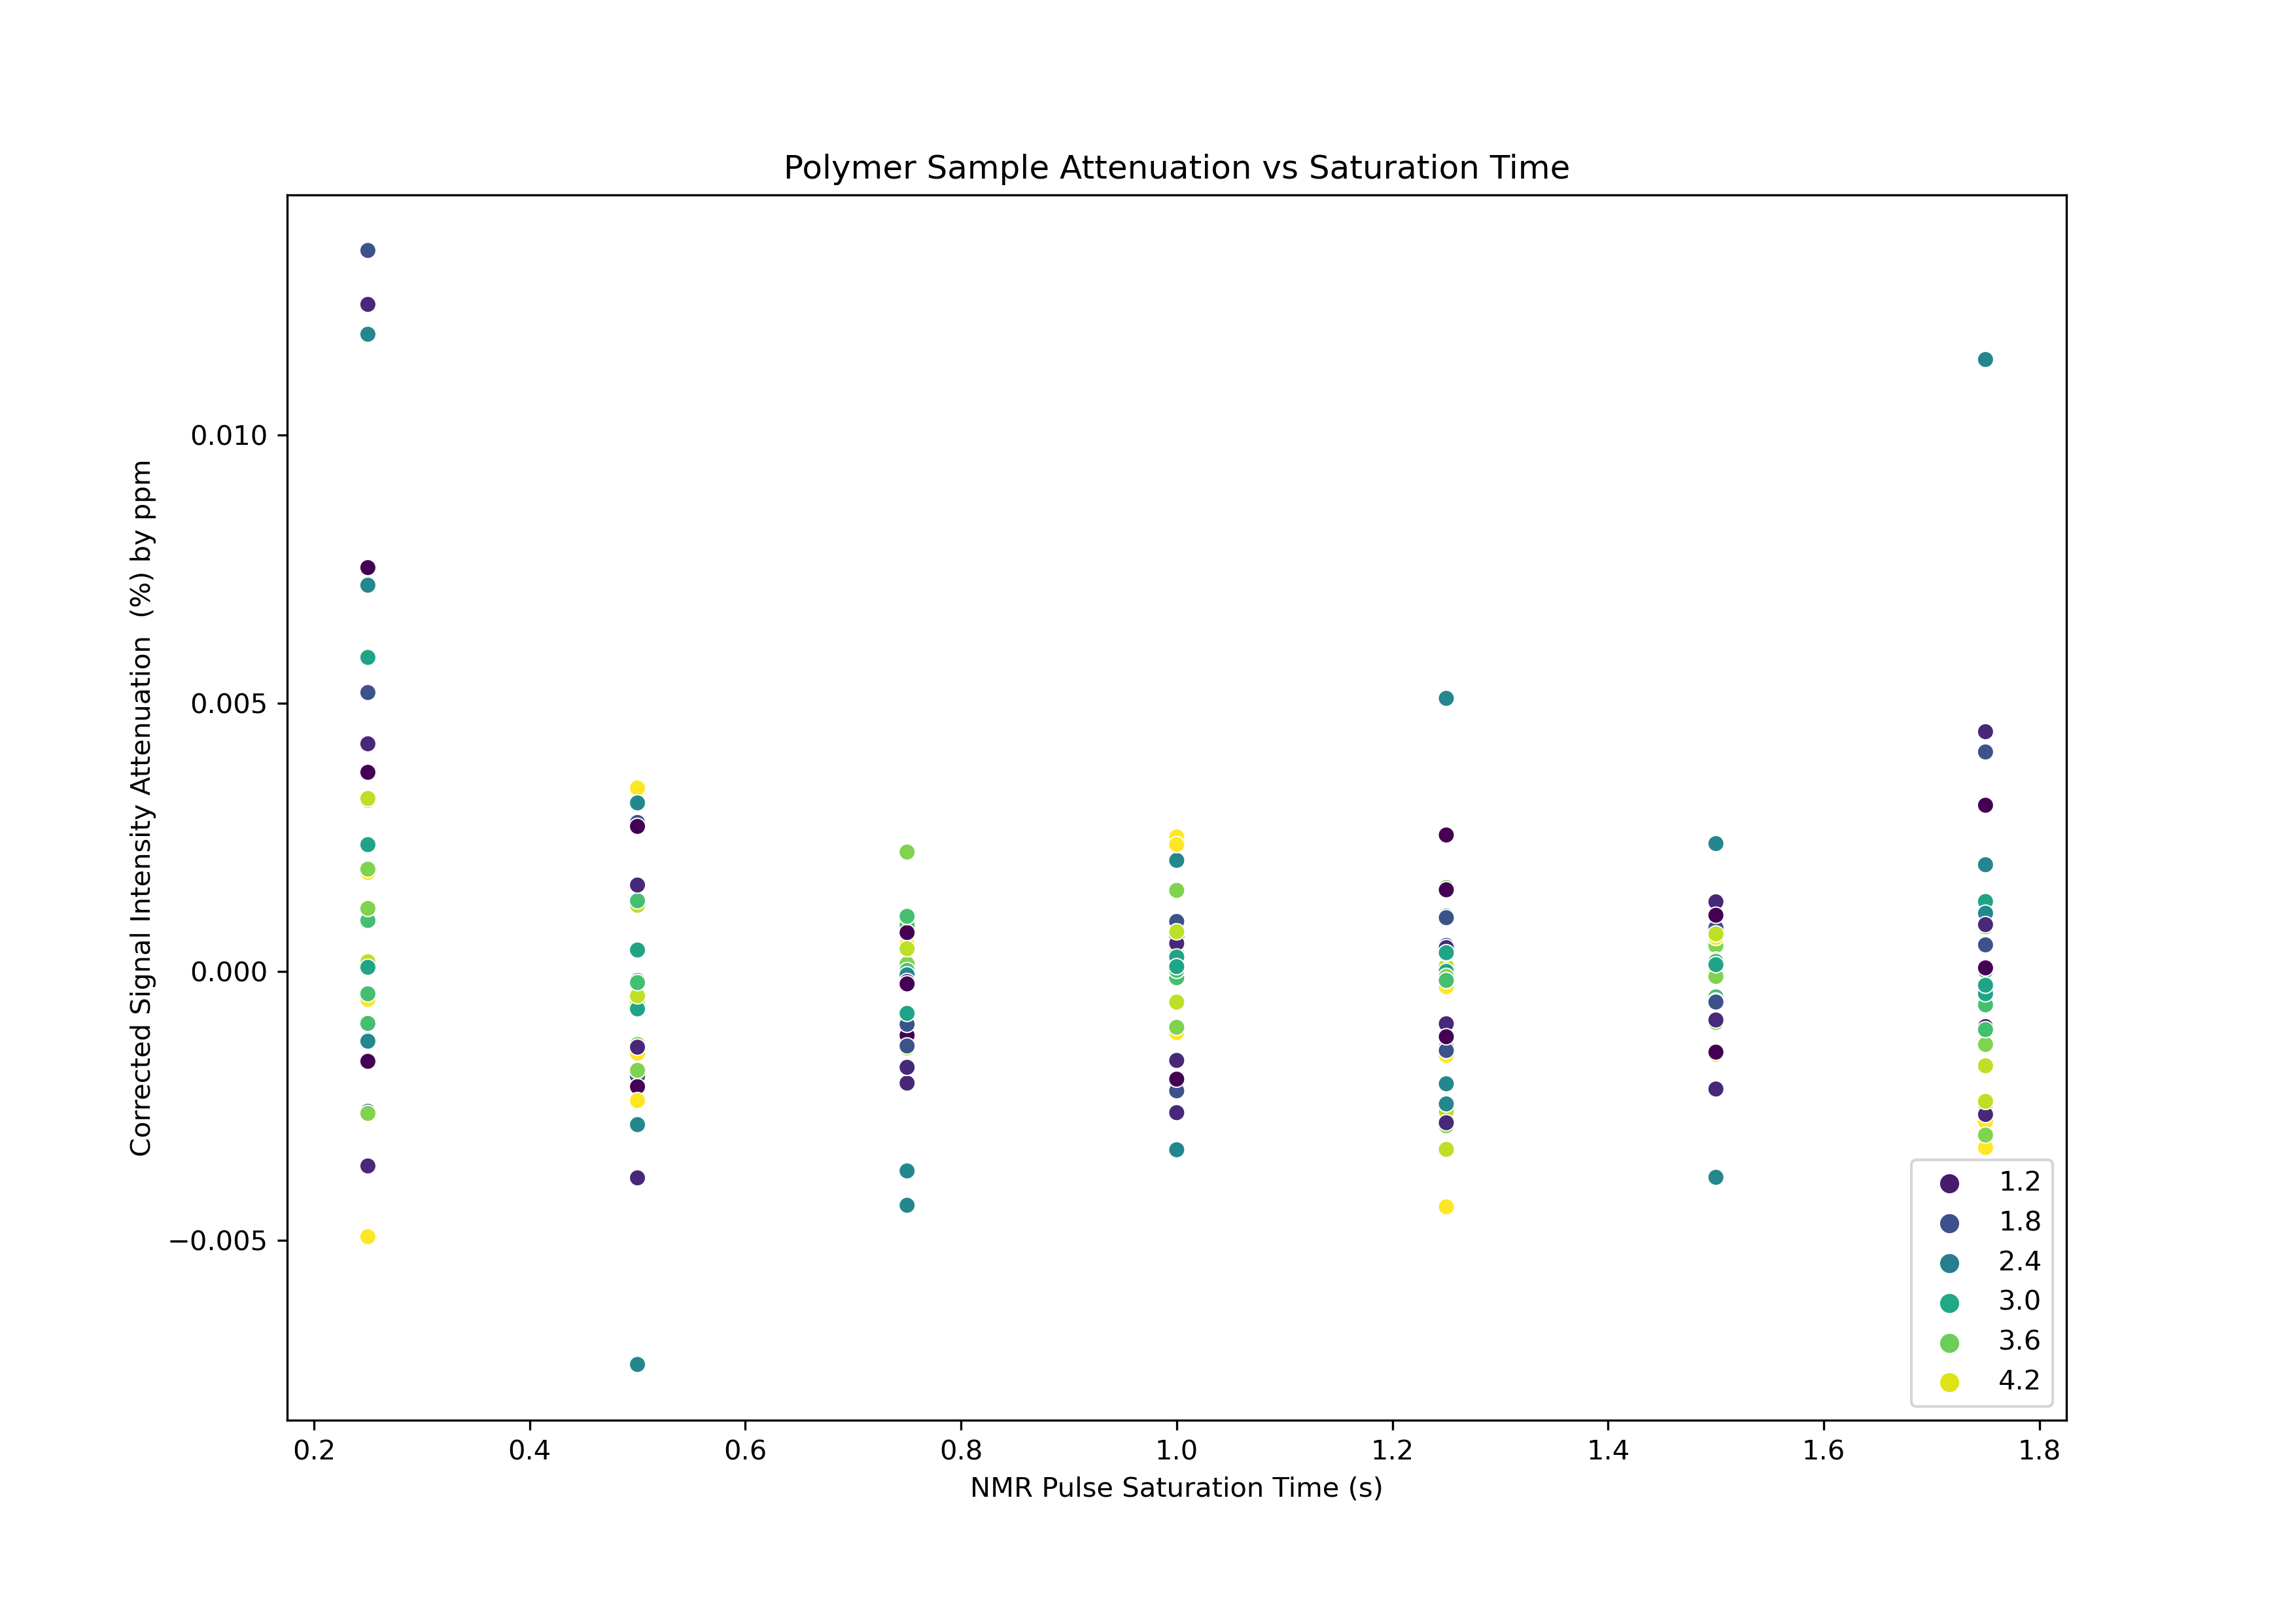 Polymer Sample Attenuation vs Saturation Time
Corrected Signal Intensity Attenuation  (%) by ppm
0.010
0.005
0.000
−0.005
0.2 0.4 0.6 0.8 1.0 1.2 1.4 1.6 1.8
NMR Pulse Saturation Time (s)
1.2
1.8
2.4
3.0
3.6
4.2